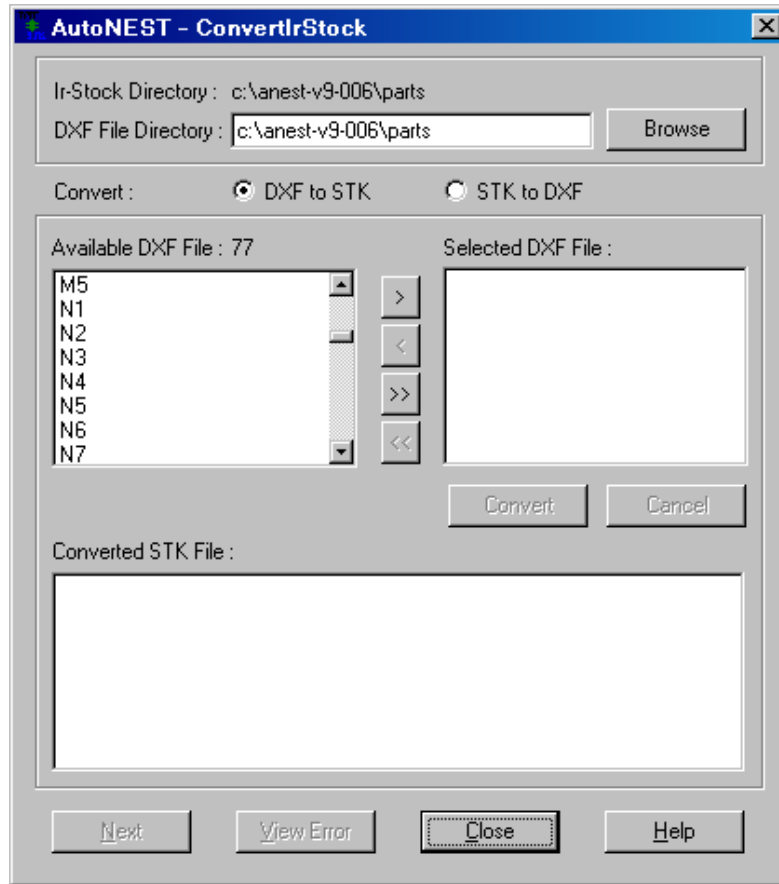 AutoNEST - ConvertIrStock
Ir-Stock Directory : c:\anest-v9-006\parts
DXF File Directory : c:\anest-v9-006\parts Browse
Convert : DXF to STK STK to DXF
Available DXF File : 77 Selected DXF File :
M5
N1
N2
N3
N4
N5
N6
N7
>
<
>>
<<
Convert Cancel
Converted STK File :
Next View Error Close Help